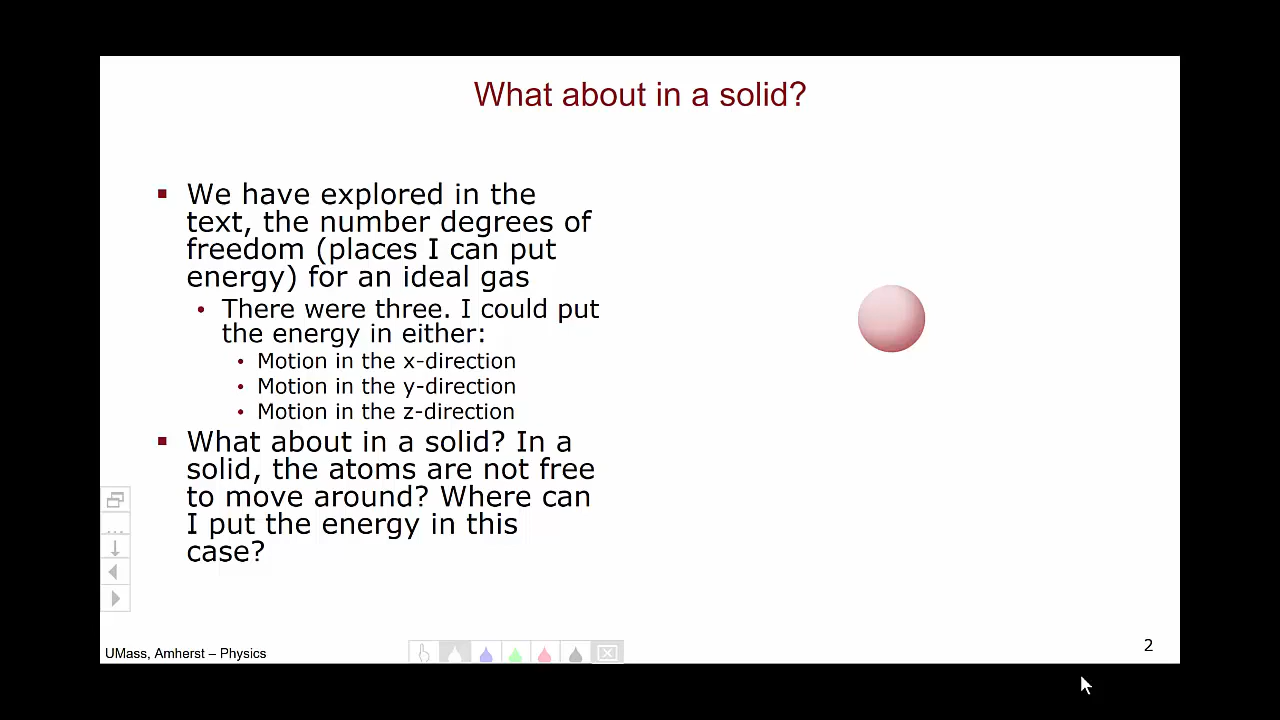 What about in a solid?
We have explored in the
text, the number degrees of
freedom (places I can put
energy) for an ideal gas
There were three. I could put
the energy in either:
Motion in the x-direction
Motion in the y-direction
Motion in the z-direction
What about in a solid? In a
solid, the atoms are not free
to move around? Where can
I put the energy in this
case?
UMass, Amherst – Physics
2